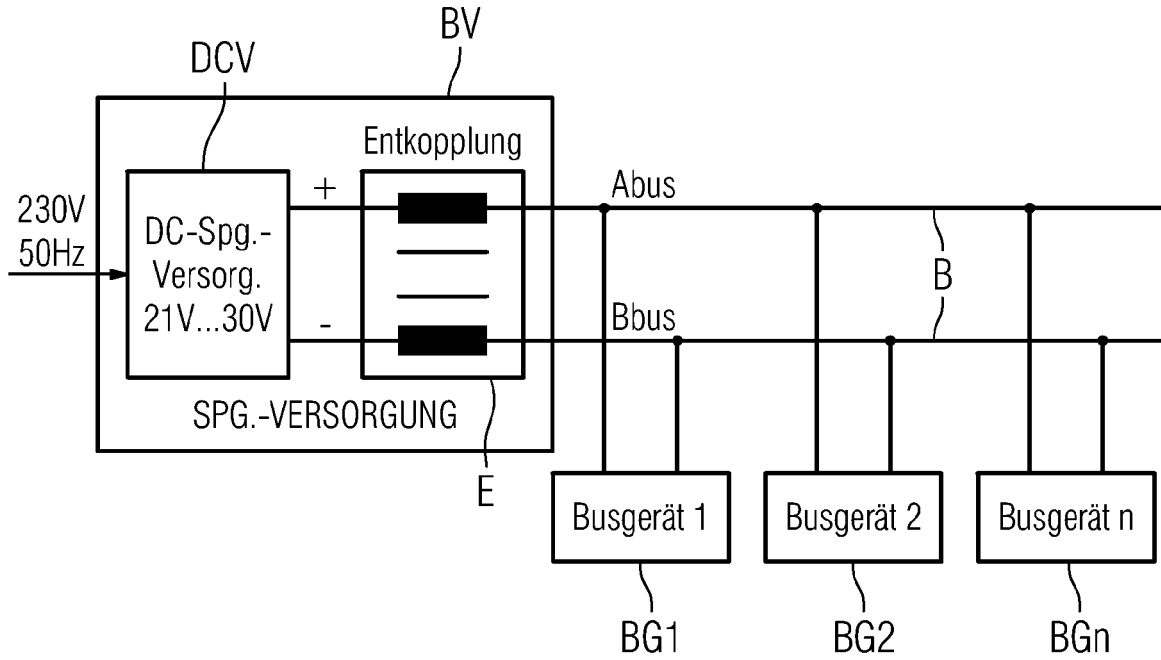 BV
DCV
Entkopplung
230V
50Hz
DC-Spg.-
Versorg.
21V...30V
+
-
Abus
Bbus
B
SPG.-VERSORGUNG
E
Busgerät 1
Busgerät 2
Busgerät n
BG1
BG2
BGn